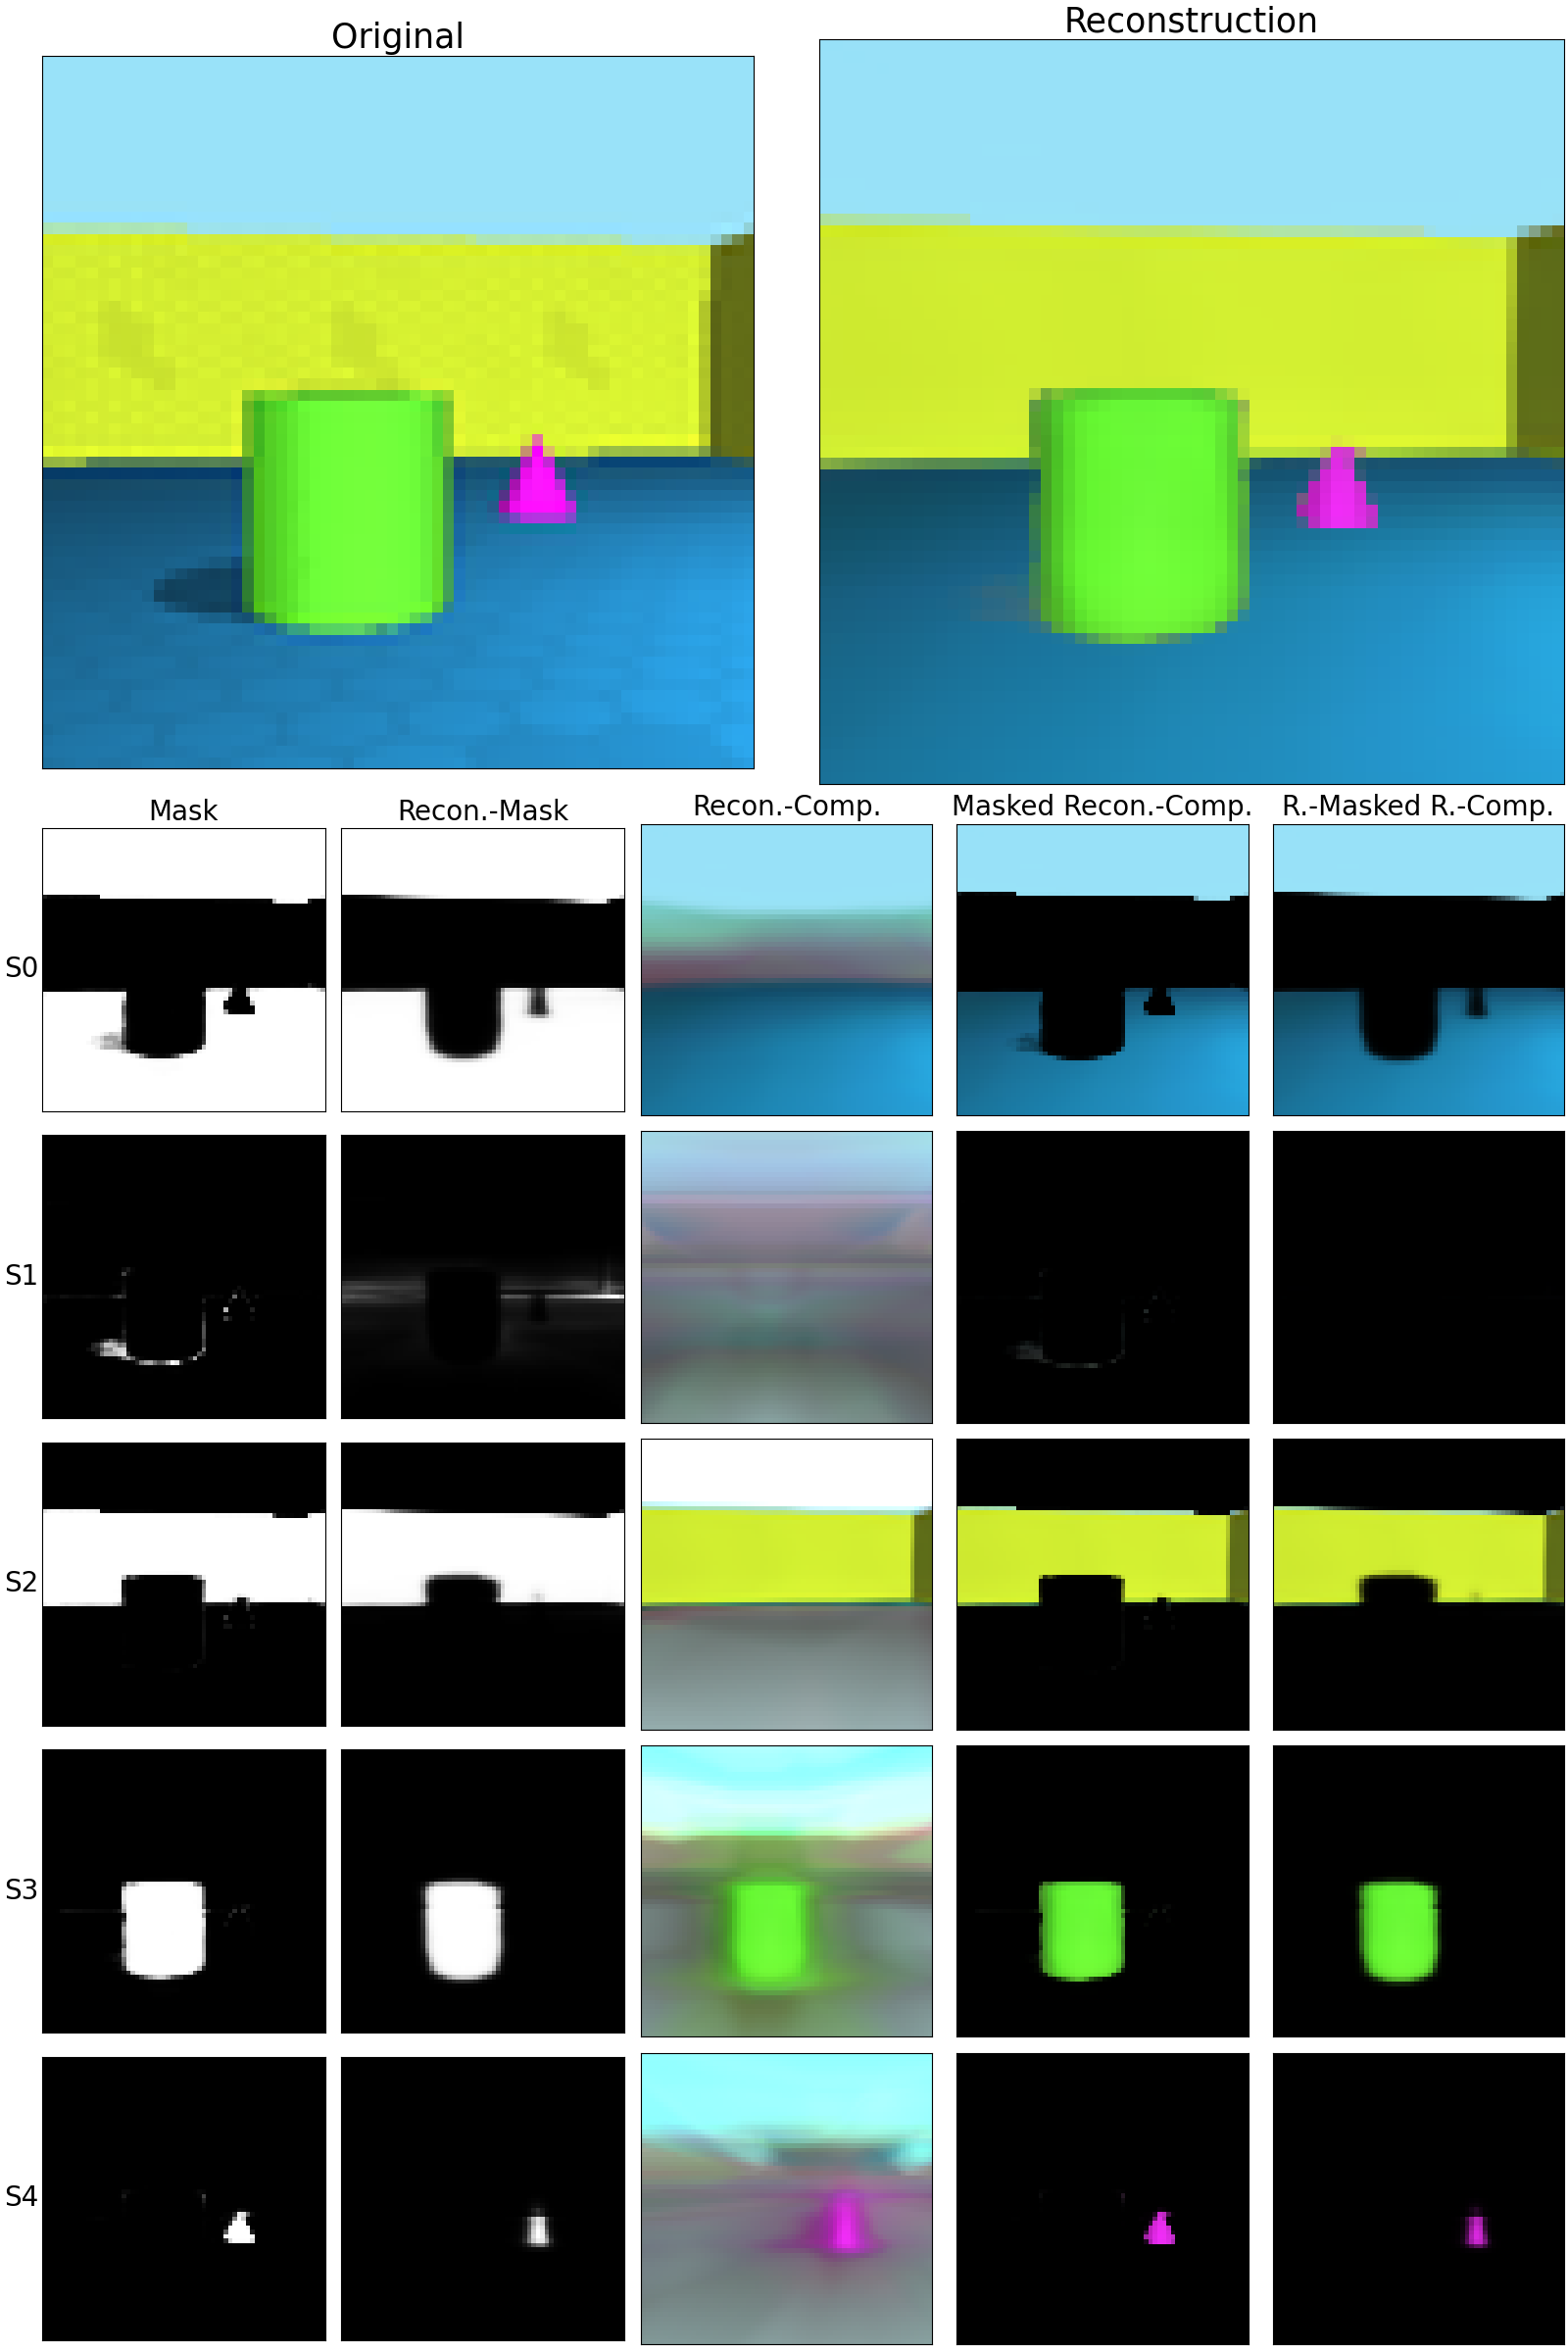 Original
Reconstruction
Mask
Recon.-Mask
Recon.-Comp.
Masked Recon.-Comp.
R.-Masked R.-Comp.
S0
S1
S2
S3
S4